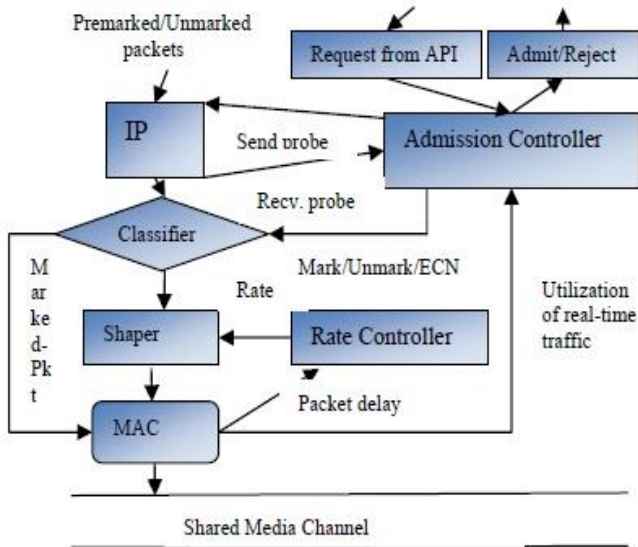 Premarked/Unmarked
packets
Request from API
Admit/Reject
IP
Send probe
Admission Controller
Recv. probe
Classifier
M
a
r
ke
d-
Pk
t
Mark/Unmark/ECN
Rate
Utilization
of real-time
traffic
Shaper
Rate Controller
Packet delay
MAC
Shared Media Channel